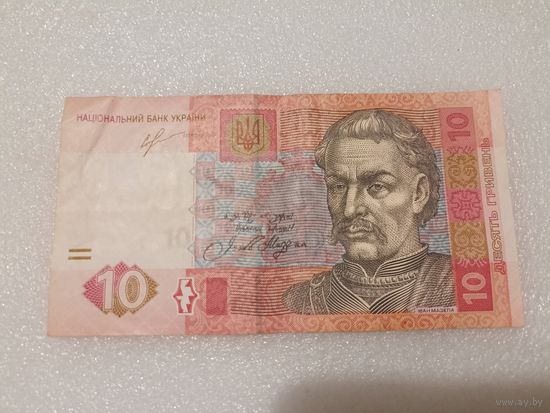 НАЦІОНАЛЬНИЙ БАНК УКРАЇНИ
10
ДЕСЯТЬ ГРИВЕНЬ
10
10
ІВАН МАЗЕПА
www.ay.by